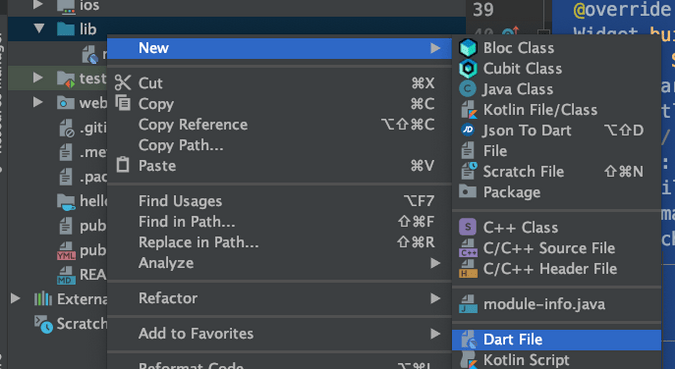 ios
39
@override
lib
40
New
Bloc Class
Cubit Class
test
Cut ⌘X
Java Class
web
Copy ⌘C
Kotlin File/Class
.giti
Copy Reference ⌥⇧⌘C
Json To Dart ⌥⇧D
.me
Copy Path...
File
.pac
Paste ⌘V
Scratch File ⇧⌘N
Package
hello
Find Usages ⌥F7
pub
Find in Path... ⇧⌘F
C++ Class
pub
Replace in Path... ⇧⌘R
C/C++ Source File
REA
Analyze
C/C++ Header File
Extern
Refactor
module-info.java
Scratch
Add to Favorites
Dart File
Reformat Code ⌥⌘L
Kotlin Script